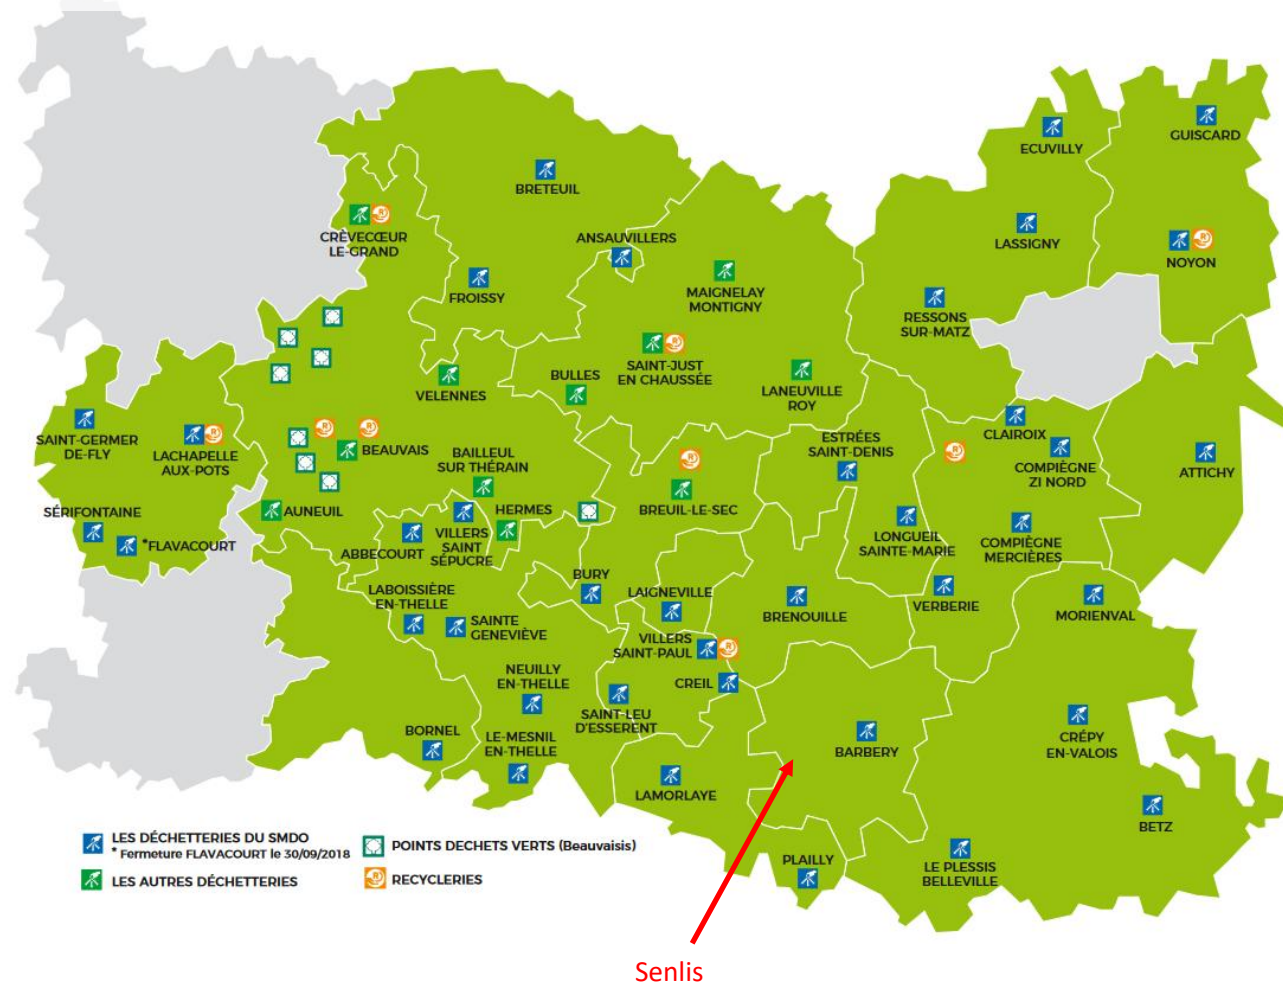 GUISCARD
ECUVILLY
BRETEUIL
CRÈVECŒUR
LE-GRAND
ANSAUVILLERS
LASSIGNY
NOYON
FROISSY
MAIGNELAY
MONTIGNY
RESSONS
SUR-MATZ
SAINT-JUST
EN CHAUSSÉE
BULLES
VELENNES
LANEUVILLE
ROY
SAINT-GERMER
DE-FLY
LACHAPELLE
AUX-POTS
BEAUVAIS
BAILLEUL
SUR THÉRAIN
ESTRÉES
SAINT-DENIS
CLAIROIX
COMPIÈGNE
ZI NORD
ATTICHY
SÉRIFONTAINE
*FLAVACOURT
AUNEUIL
HERMES
BREUIL-LE-SEC
ABBECOURT
VILLERS
SAINT
SÉPUCRE
LONGUEIL
SAINTE-MARIE
COMPIÈGNE
MERCIÈRES
LABOISSIÈRE
EN-THELLE
BURY
LAIGNEVILLE
BRENOUILLE
VERBERIE
MORIENVAL
SAINTE
GENEVIÈVE
VILLERS
SAINT-PAUL
NEUILLY
EN-THELLE
CREIL
SAINT-LEU
D'ESSERENT
BORNEL
LE-MESNIL
EN-THELLE
BARBERY
CRÉPY
EN-VALOIS
LAMORLAYE
BETZ
PLAILLY
LE PLESSIS
BELLEVILLE
LES DÉCHETTERIES DU SMDO
* Fermeture FLAVACOURT le 30/09/2018
POINTS DECHETS VERTS (Beauvaisis)
LES AUTRES DÉCHETTERIES
RECYCLERIES
Senlis